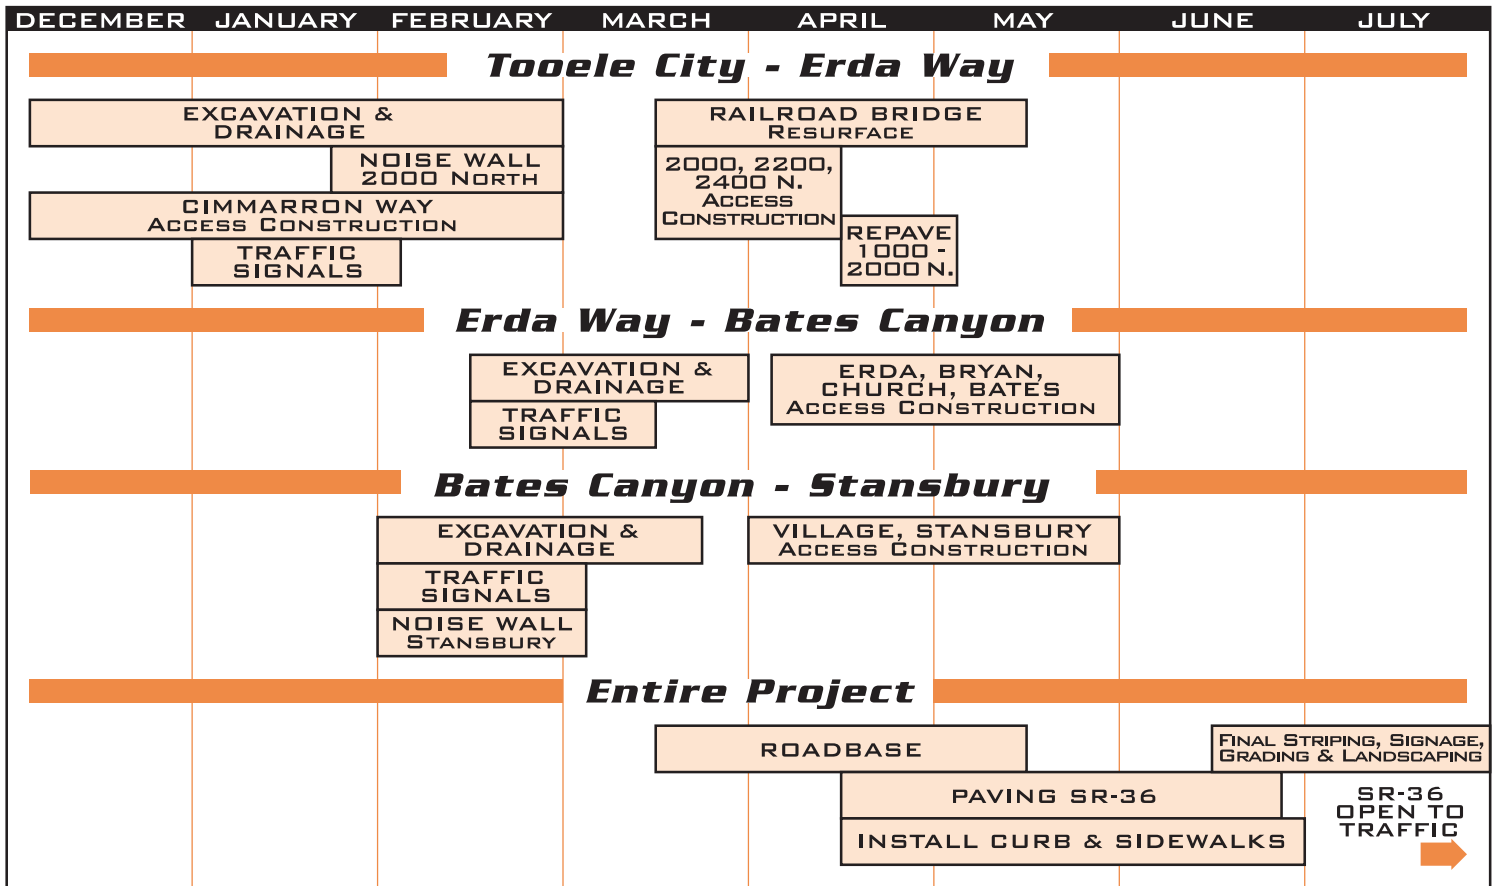 DECEMBER JANUARY FEBRUARY MARCH APRIL MAY JUNE JULY
Tooele City - Erda Way
EXCAVATION &
DRAINAGE
NOISE WALL
2000 NORTH
CIMMARRON WAY
ACCESS CONSTRUCTION
TRAFFIC
SIGNALS
RAILROAD BRIDGE
RESURFACE
2000, 2200,
2400 N.
ACCESS
CONSTRUCTION
REPAVE
1000 -
2000 N.
Erda Way - Bates Canyon
EXCAVATION &
DRAINAGE
TRAFFIC
SIGNALS
ERDA, BRYAN,
CHURCH, BATES
ACCESS CONSTRUCTION
Bates Canyon - Stansbury
EXCAVATION &
DRAINAGE
TRAFFIC
SIGNALS
NOISE WALL
STANSBURY
VILLAGE, STANSBURY
ACCESS CONSTRUCTION
Entire Project
ROADBASE
FINAL STRIPING, SIGNAGE,
GRADING & LANDSCAPING
PAVING SR-36
INSTALL CURB & SIDEWALKS
SR-36
OPEN TO
TRAFFIC